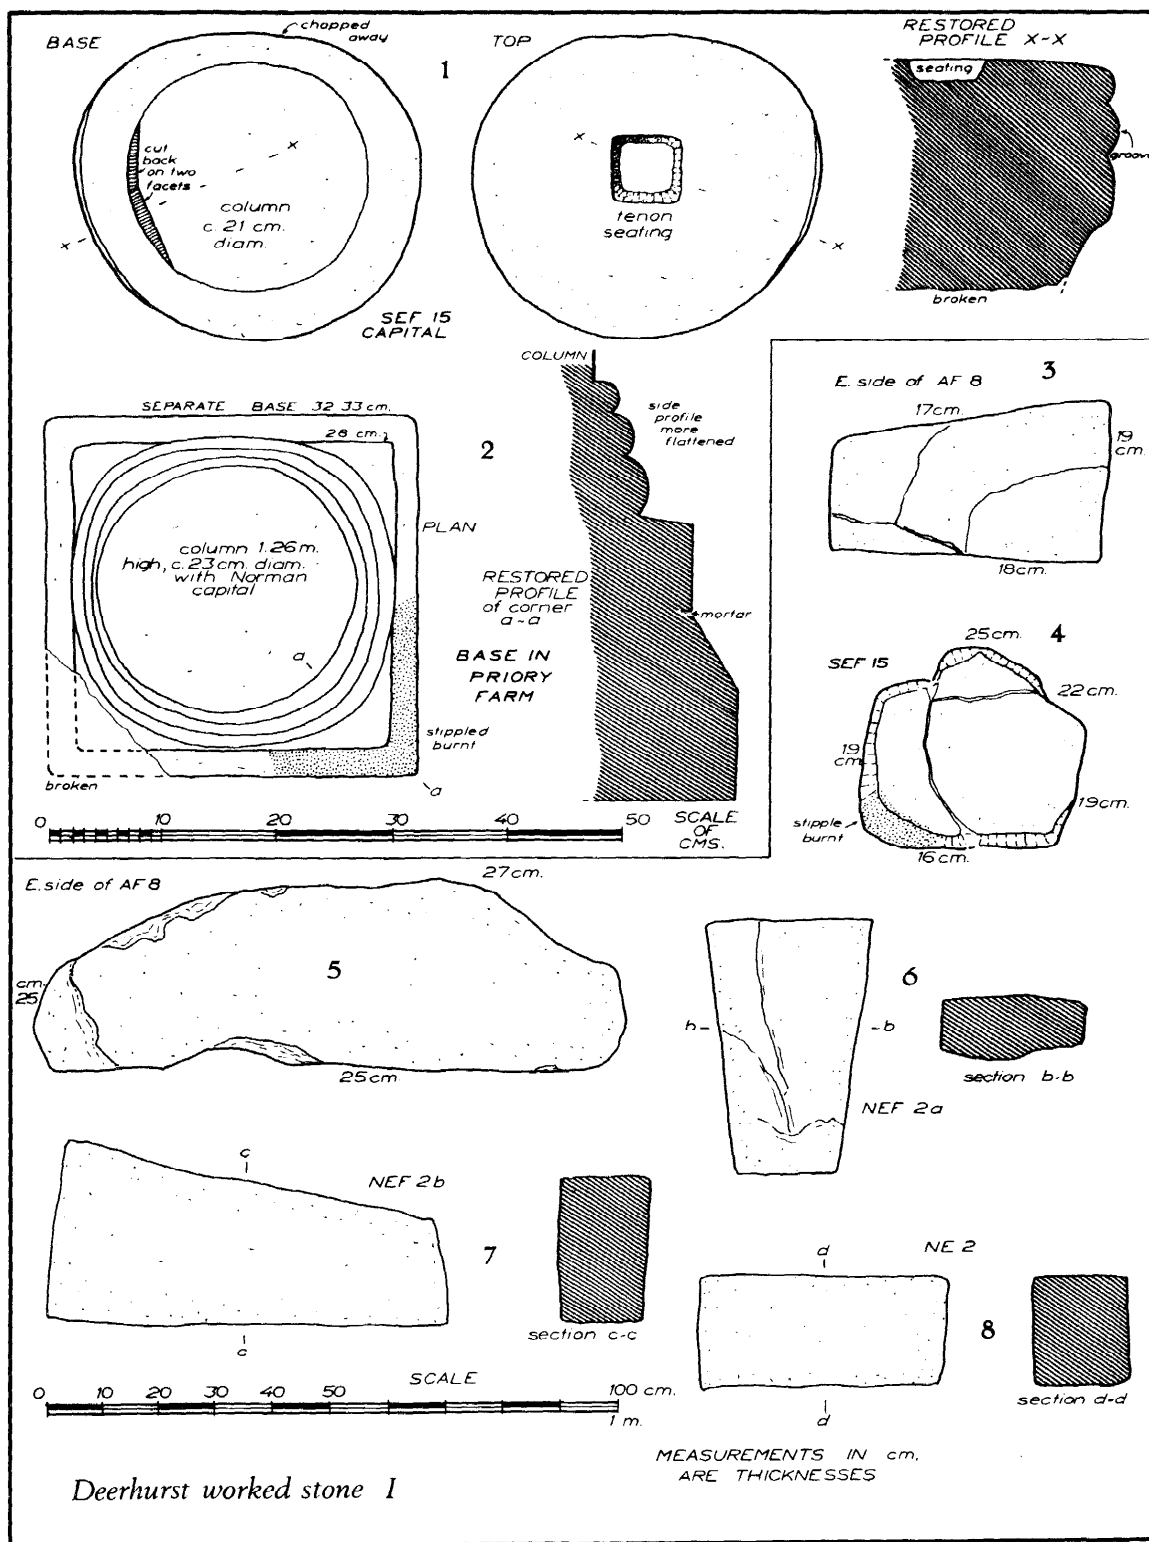 BASE
chopped
away
1
TOP
RESTORED
PROFILE X~X
seating
groove
cut
back
on two
facets
x
x
column
c. 21 cm.
diam.
x
x
tenon
seating
broken
SEF 15
CAPITAL
COLUMN
SEPARATE BASE 32 33 cm.
28 cm.
2
side
profile
more
flattened
PLAN
column 1.26 m.
high, c. 23 cm. diam.
with Norman
capital
RESTORED
PROFILE
of corner
a~a
mortar
a
BASE IN
PRIORY
FARM
stippled
burnt
broken
a
0 10 20 30 40 50
SCALE
OF
CMS.
3
E. side of AF 8
17cm.
19
cm.
18cm.
4
25cm.
SEF 15
22cm.
19
cm.
19cm.
stipple
burnt
16cm.
E. side of AF 8
27cm.
5
cm.
25
25cm.
6
b
b
section b-b
NEF 2a
c
NEF 2b
7
c
section c-c
d
NE 2
8
d
section d-d
SCALE
0 10 20 30 40 50 100 cm.
1 m.
MEASUREMENTS IN cm.
ARE THICKNESSES
Deerhurst worked stone I